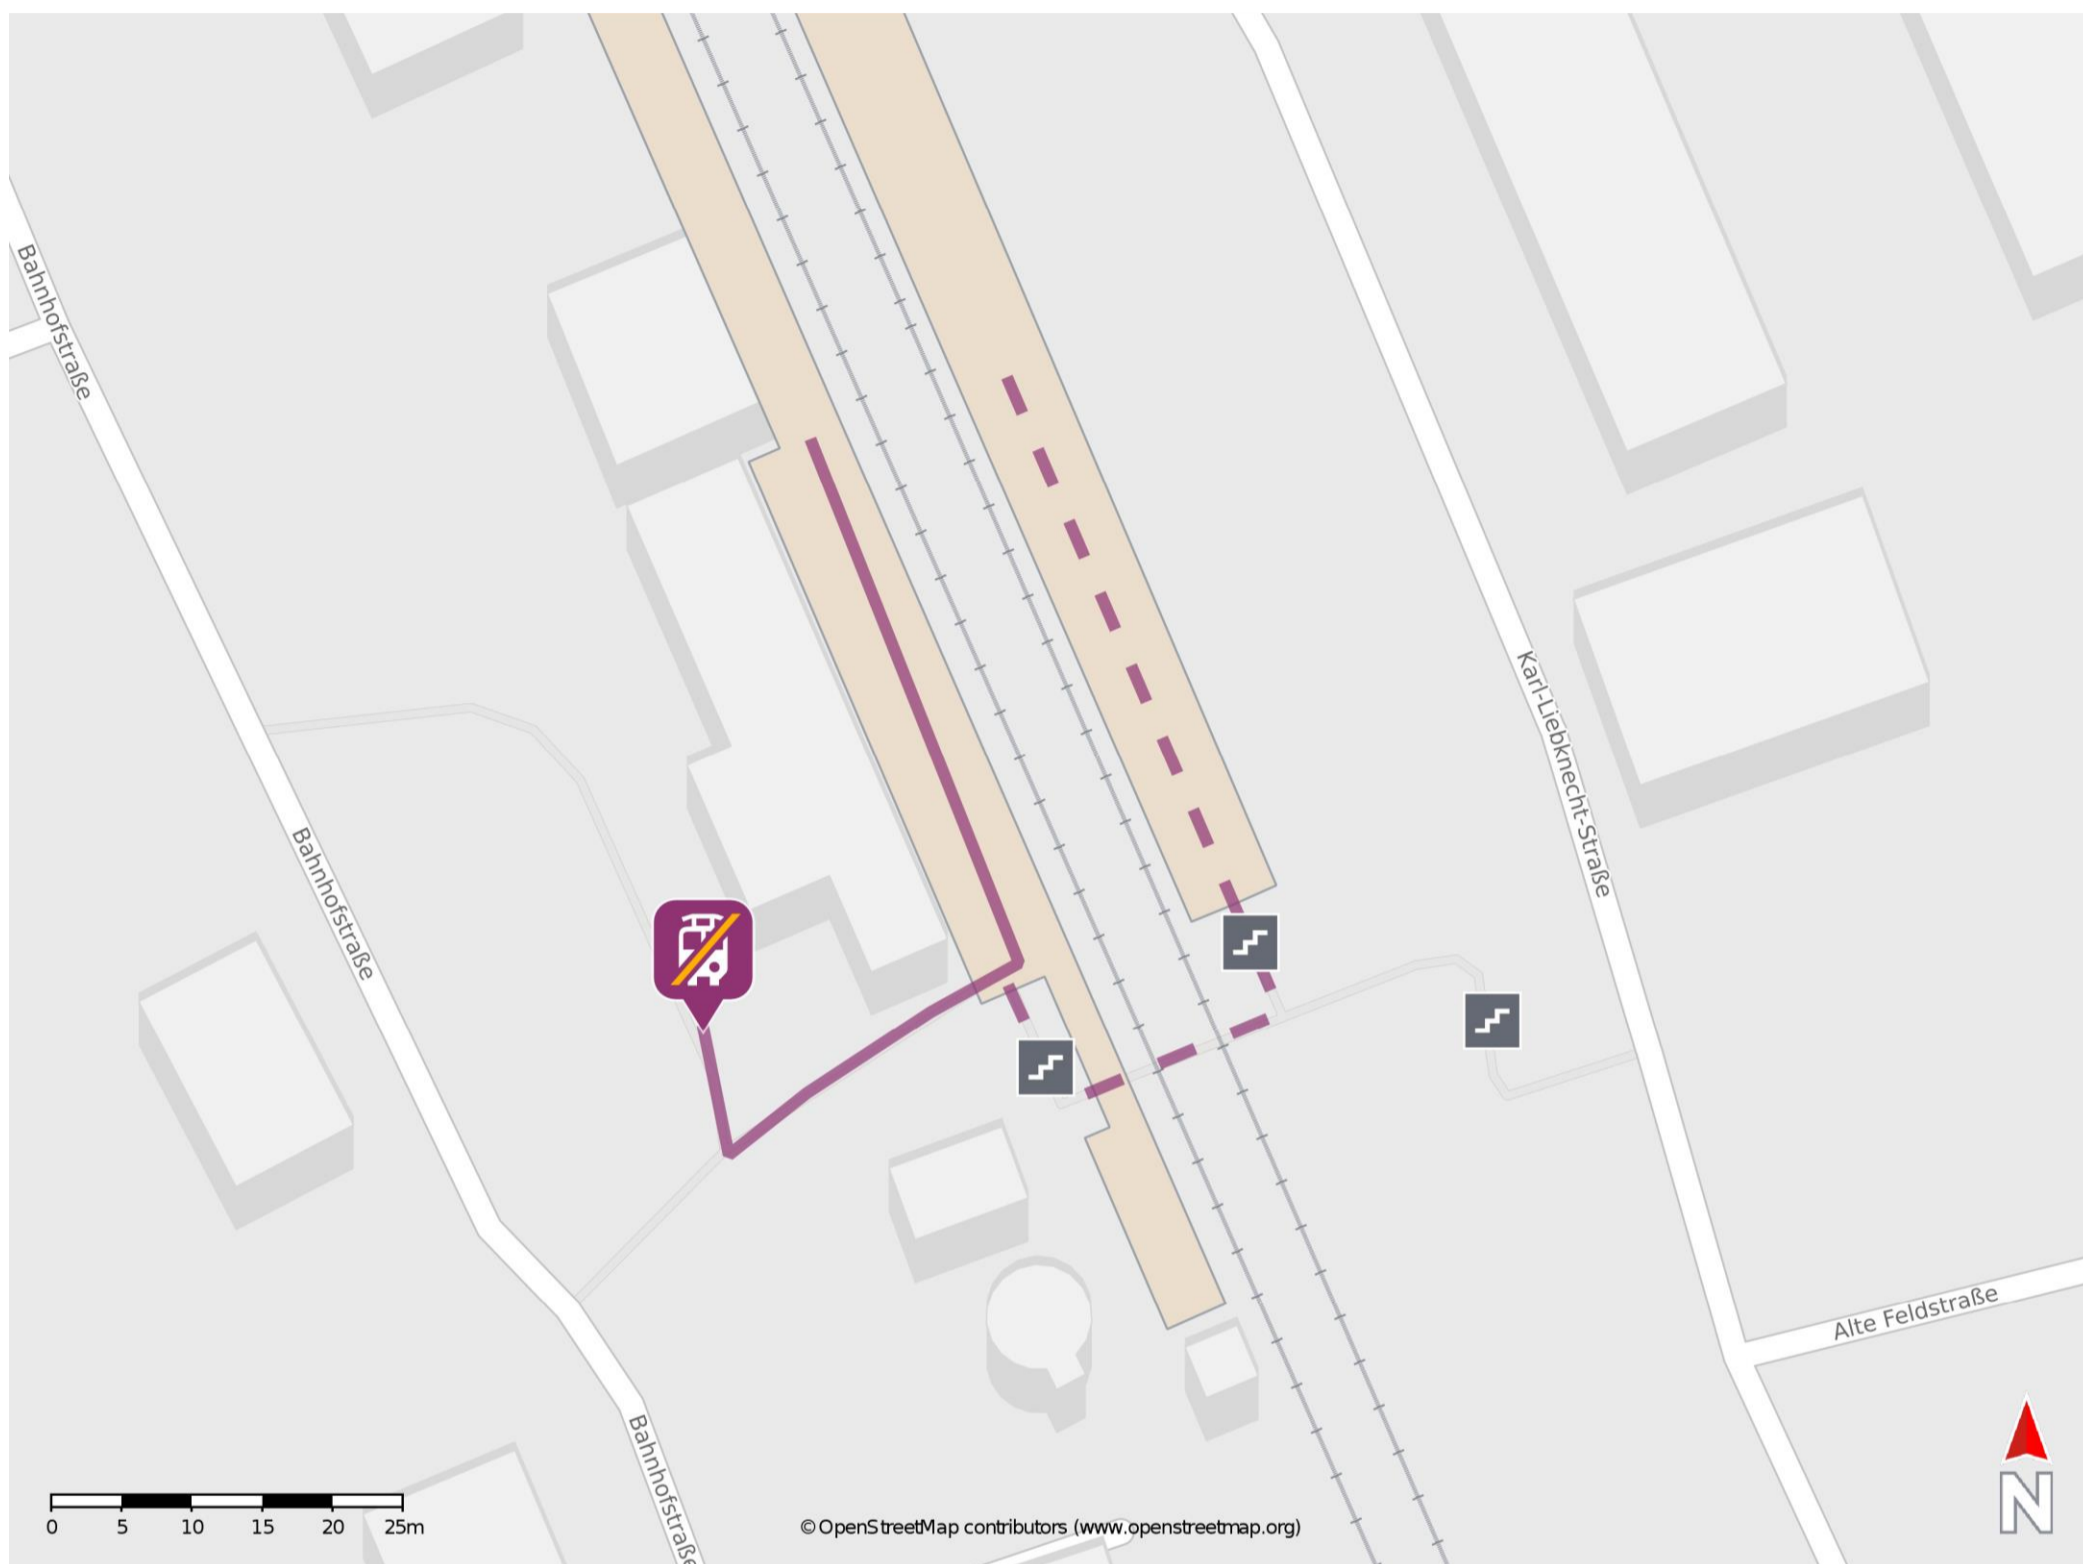 Bahnhofstraße
Karl-Liebknecht-Straße
Bahnhofstraße
Alte Feldstraße
Bahnhofstraße
0 5 10 15 20 25m
© OpenStreetMap contributors (www.openstreetmap.org)
N